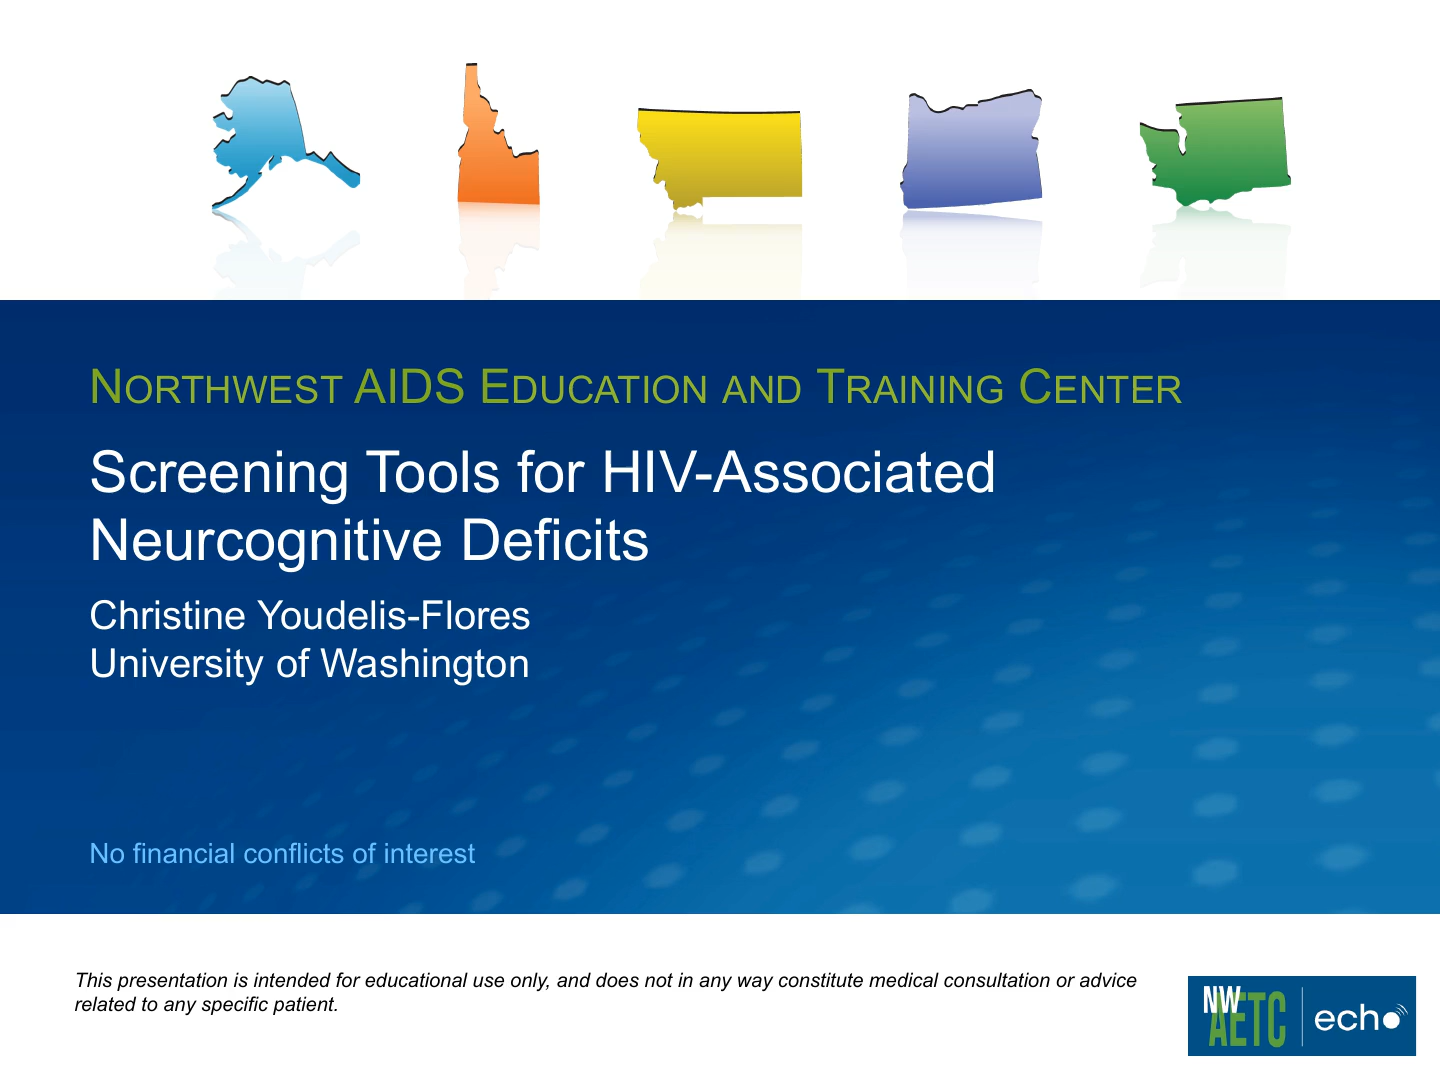 NORTHWEST AIDS EDUCATION AND TRAINING CENTER
Screening Tools for HIV-Associated
Neurcognitive Deficits
Christine Youdelis-Flores
University of Washington
No financial conflicts of interest
This presentation is intended for educational use only, and does not in any way constitute medical consultation or advice
related to any specific patient.
NW
AETC
echo